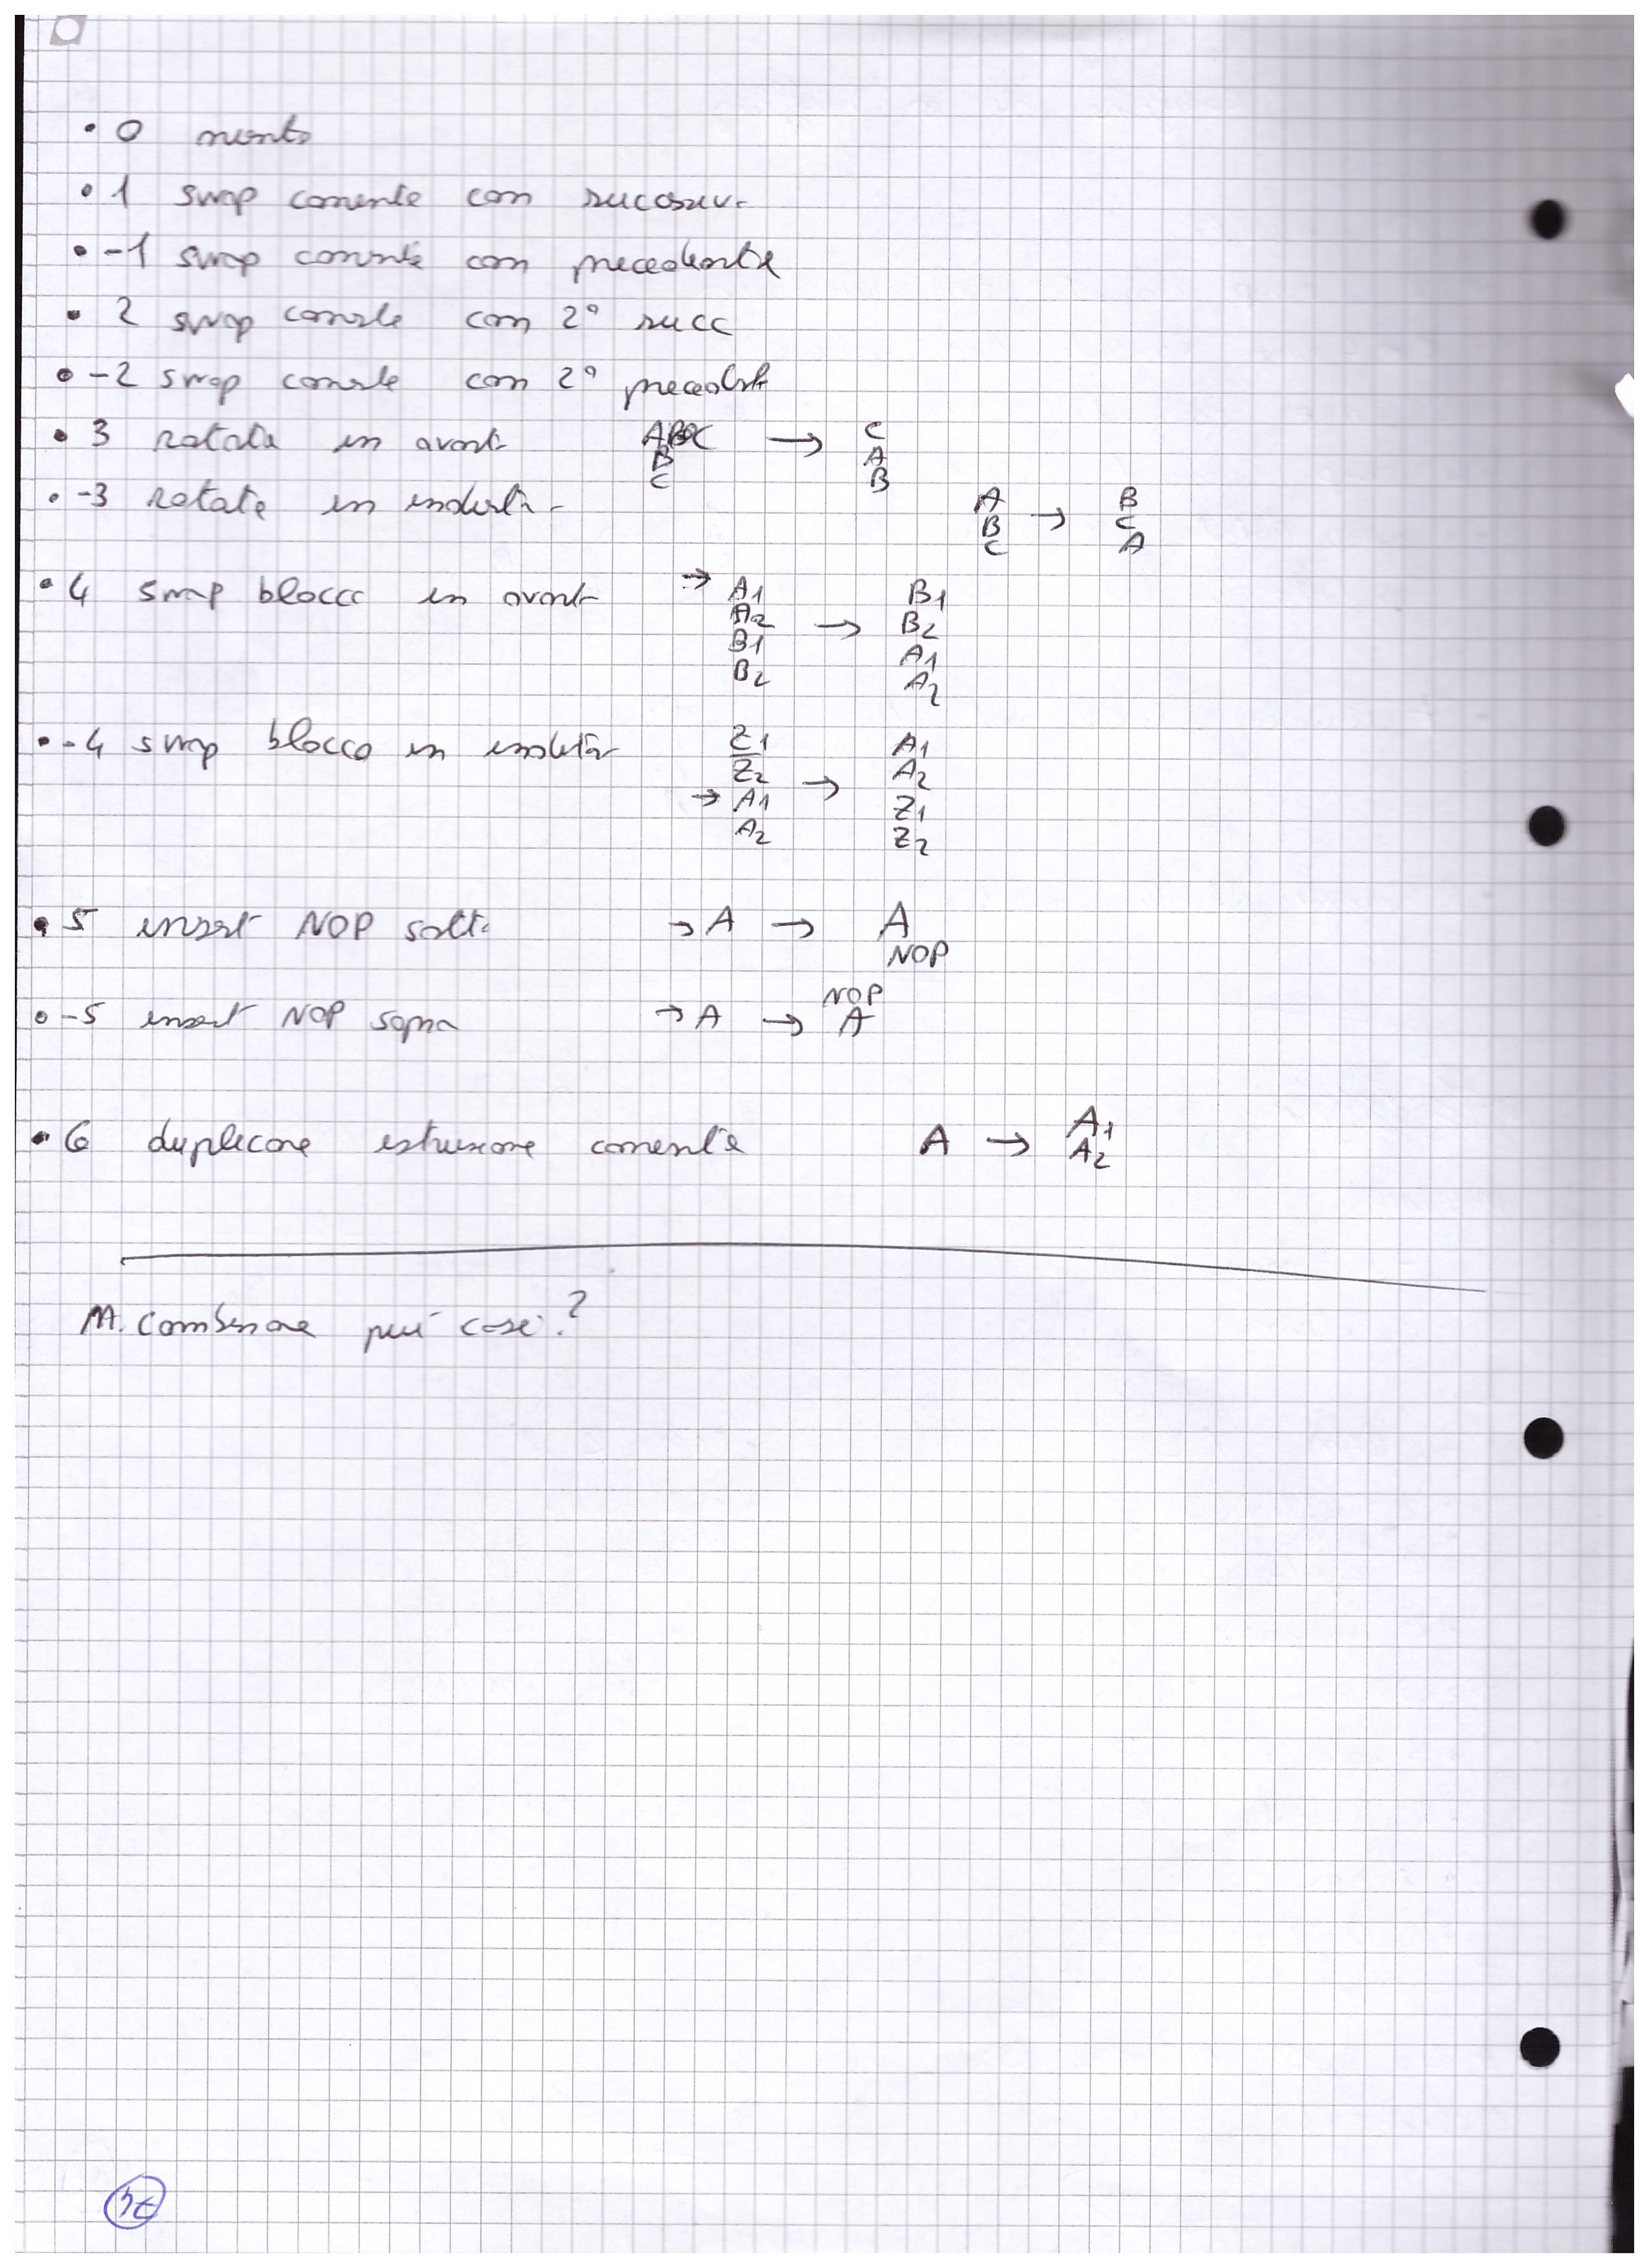 • 0 niente
• 1 swap corrente con success.
• -1 swap corrente con precedente
• 2 swap corrente con 2° succ
• -2 swap corrente con 2° precedente
• 3 rotate in avanti A → C
B A
C B
• -3 rotate in indietro A → B
B C
C A
• 4 swap blocco in avanti → A1 B1
A2 → B2
B1 A1
B2 A2
• -4 swap blocco in indietro Z1 A1
Z2 → A2
→ A1 Z1
A2 Z2
• 5 insert NOP sotto → A → A
NOP
• -5 insert NOP sopra → A → NOP
A
• 6 duplicare istruzione corrente A → A1
A2
M. Combinare più cose?